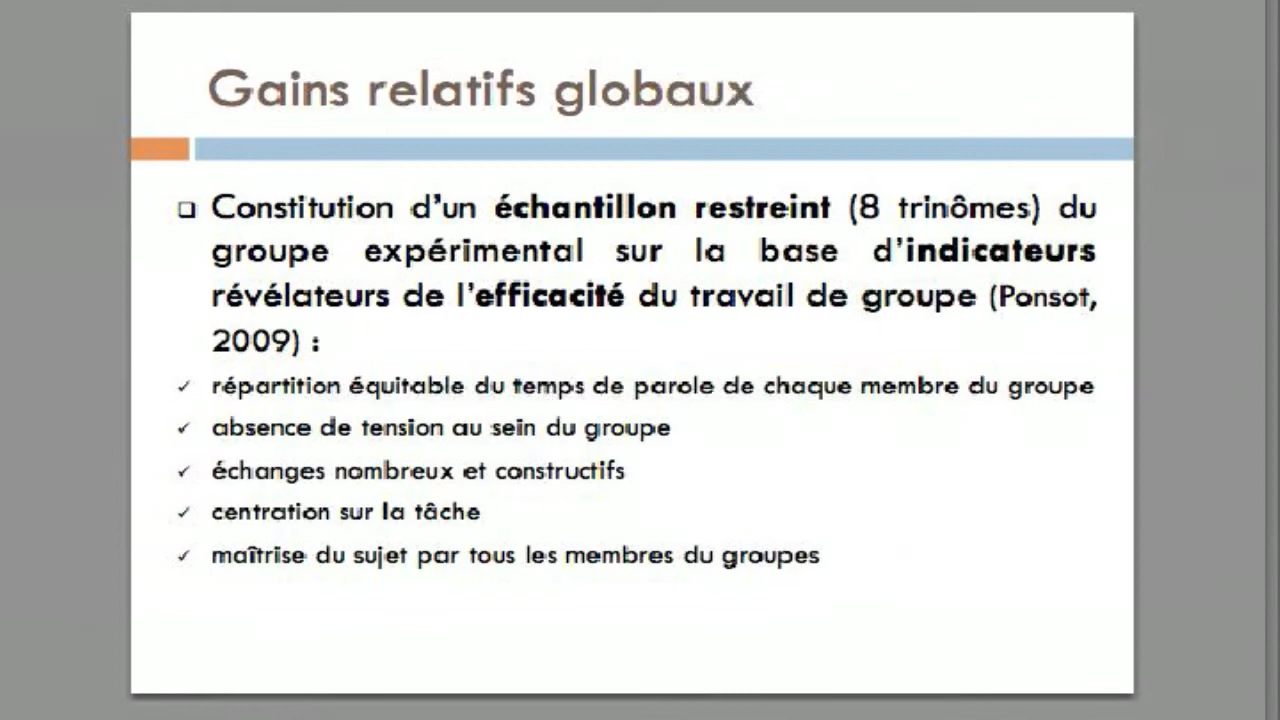 Gains relatifs globaux
Constitution d'un échantillon restreint (8 trinômes) du
groupe expérimental sur la base d'indicateurs
révélateurs de l'efficacité du travail de groupe (Ponsot,
2009) :
répartition équitable du temps de parole de chaque membre du groupe
absence de tension au sein du groupe
échanges nombreux et constructifs
centration sur la tâche
maîtrise du sujet par tous les membres du groupes